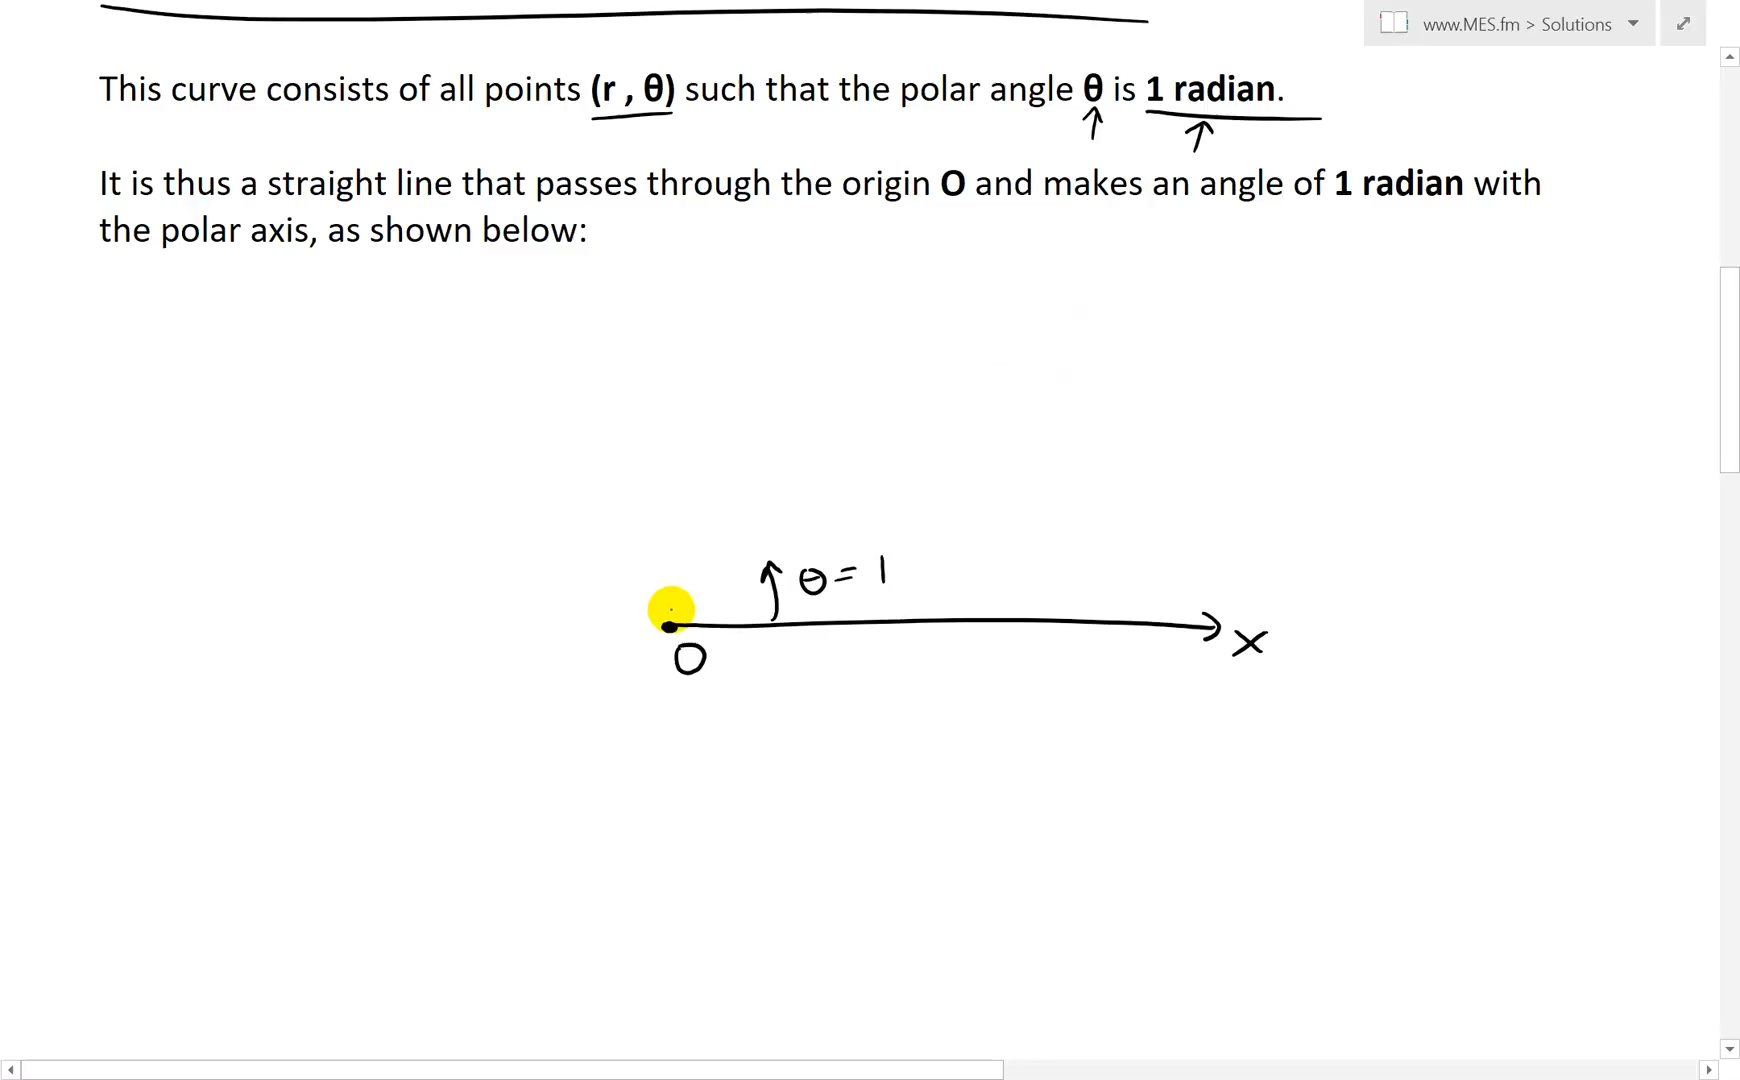 www.MES.fm > Solutions
This curve consists of all points (r , θ) such that the polar angle θ is 1 radian.
It is thus a straight line that passes through the origin O and makes an angle of 1 radian with
the polar axis, as shown below:
θ = 1
O
x